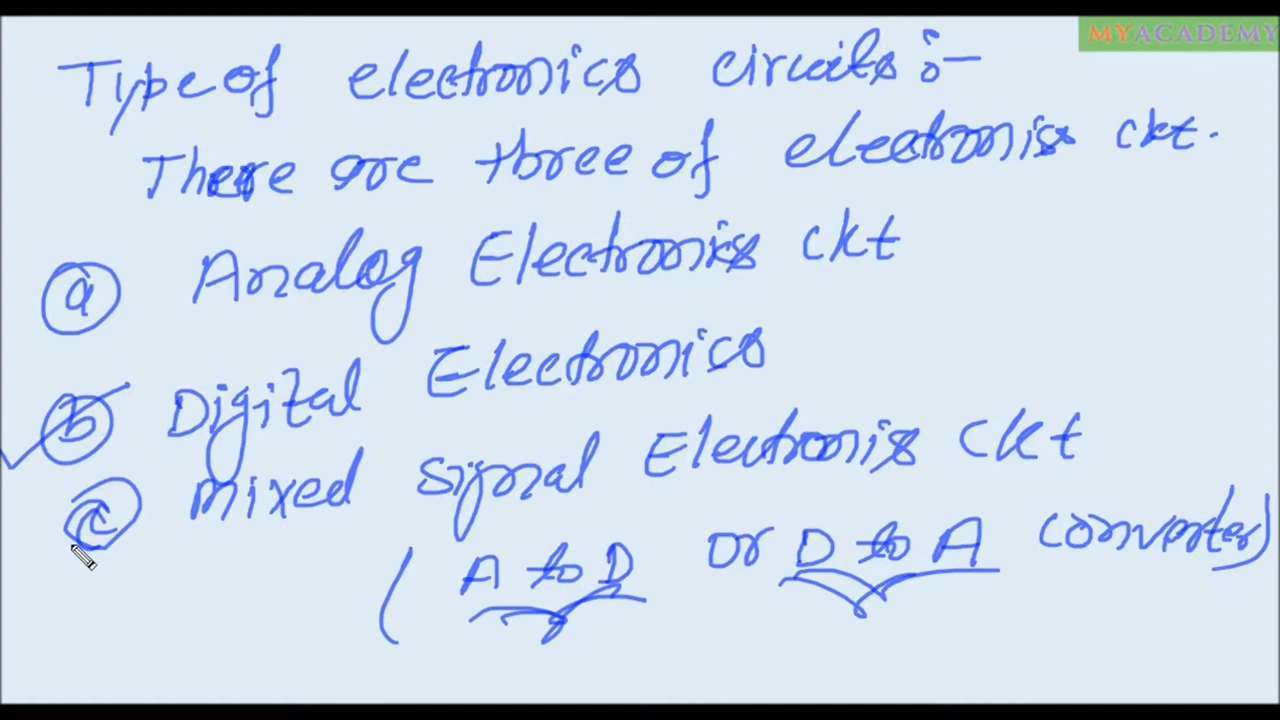 MYACADEMY
Type of electronics circuits :-
There are three of electronics ckt.
(a) Analog Electronics ckt
(b) Digital Electronics
(c) mixed signal Electronics ckt
( A to D or D to A converter)